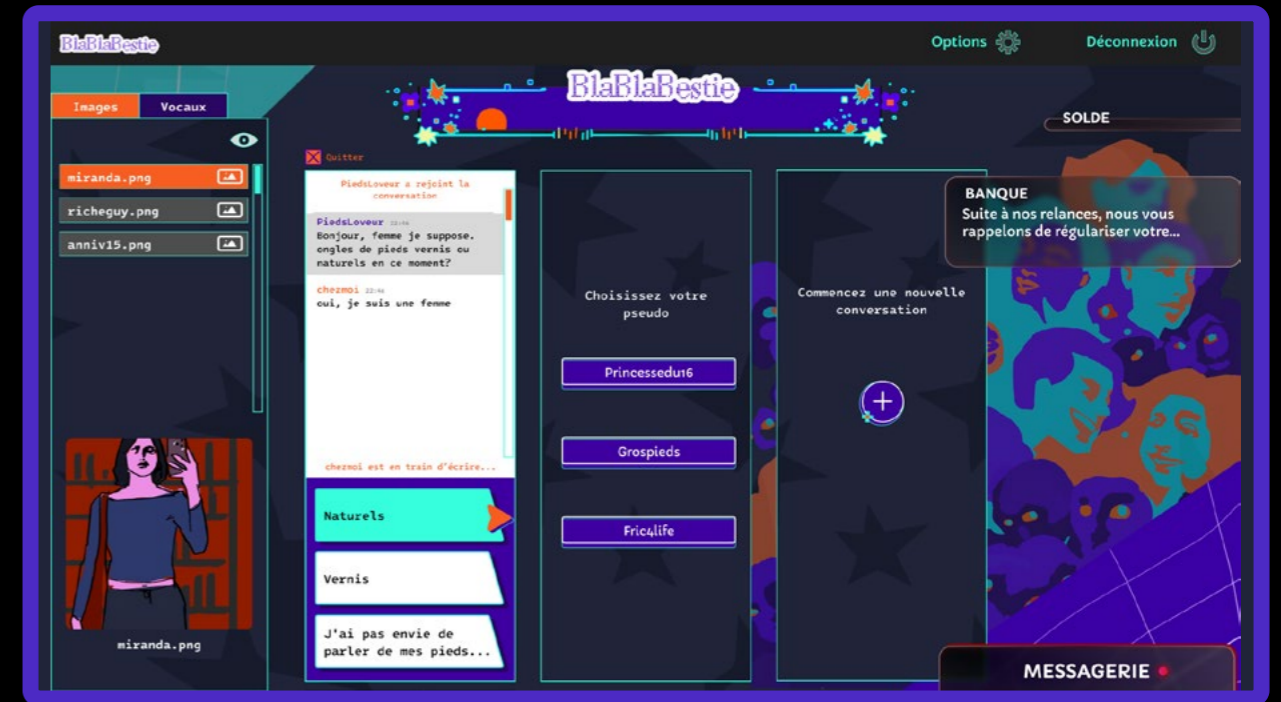 BlaBlaBestie
Options
Déconnexion
BlaBlaBestie
Images
Vocaux
miranda.png
richeguy.png
anniv15.png
miranda.png
Quitter
PiedsLoveur a rejoint la
conversation
PiedsLoveur 22:46
Bonjour, femme je suppose.
ongles de pieds vernis ou
naturels en ce moment?
chezmoi 22:46
oui, je suis une femme
chezmoi est en train d'écrire...
Naturels
Vernis
J'ai pas envie de
parler de mes pieds...
Choisissez votre
pseudo
Princessedu16
Grospieds
Fric4life
Commencez une nouvelle
conversation
SOLDE
BANQUE
Suite à nos relances, nous vous
rappelons de régulariser votre...
MESSAGERIE